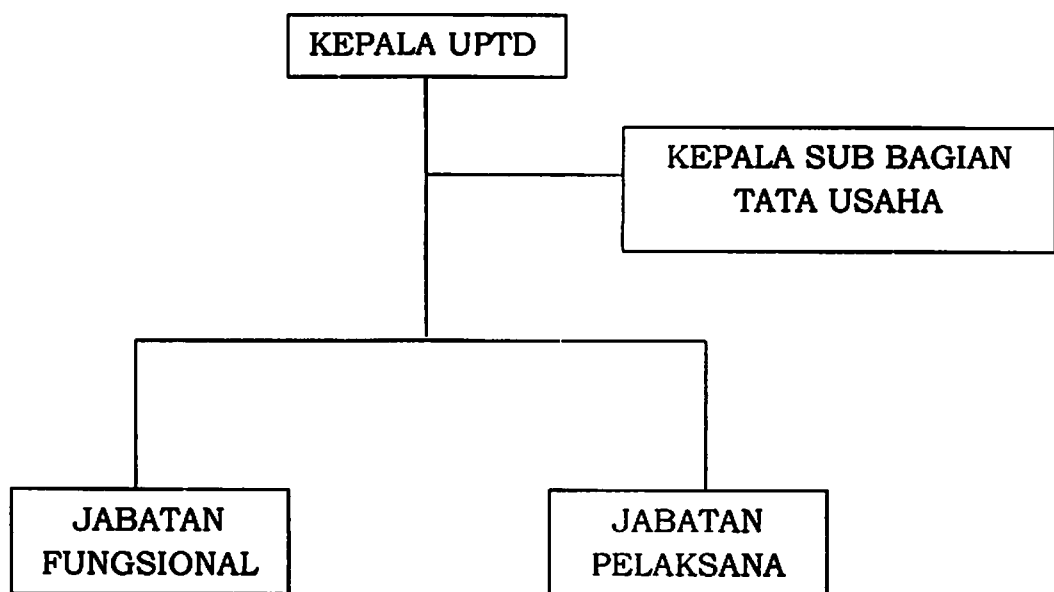 KEPALA UPTD
KEPALA SUB BAGIAN
TATA USAHA
JABATAN
FUNGSIONAL
JABATAN
PELAKSANA